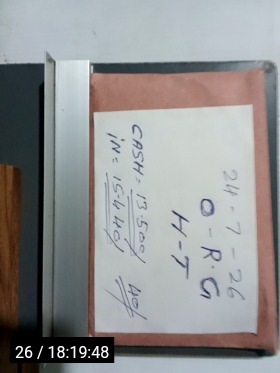 24-7-26
O-R.G
H-T
CASH = 13.500/
iN = 15.440/
40/
26 / 18:19:48